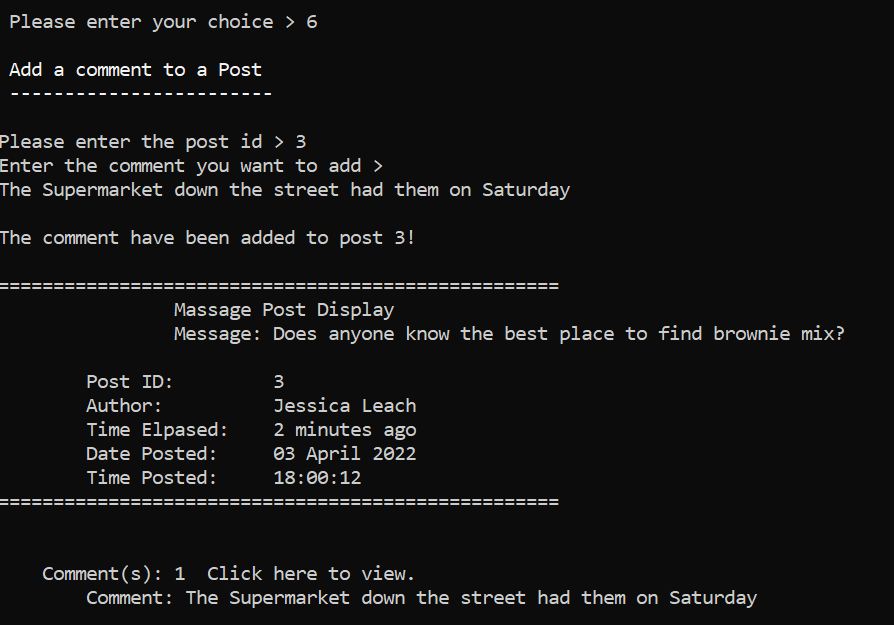 Please enter your choice > 6
Add a comment to a Post
------------------------
Please enter the post id > 3
Enter the comment you want to add >
The Supermarket down the street had them on Saturday
The comment have been added to post 3!
===================================================
Massage Post Display
Message: Does anyone know the best place to find brownie mix?
Post ID: 3
Author: Jessica Leach
Time Elpased: 2 minutes ago
Date Posted: 03 April 2022
Time Posted: 18:00:12
===================================================
Comment(s): 1  Click here to view.
Comment: The Supermarket down the street had them on Saturday